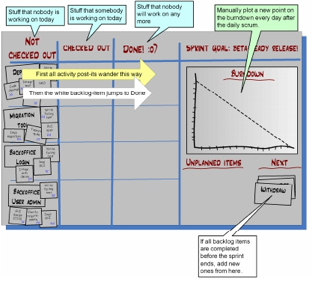 Stuff that nobody is
working on today
Stuff that somebody
is working on today
Stuff that nobody
will work on any
more
Manually plot a new point on
the burndown every day after
the daily scrum.
NOT
CHECKED OUT
CHECKED OUT
DONE! :o)
SPRINT GOAL: BETA-READY RELEASE!
First all activity post-its wander this way
Then the white backlog-item jumps to Done
BURNDOWN
MIGRATION
TOOL
BACKOFFICE
LOGIN
BACKOFFICE
USER ADMIN
UNPLANNED ITEMS
NEXT
WITHDRAW
If all backlog items
are completed
before the sprint
ends, add new
ones from here.